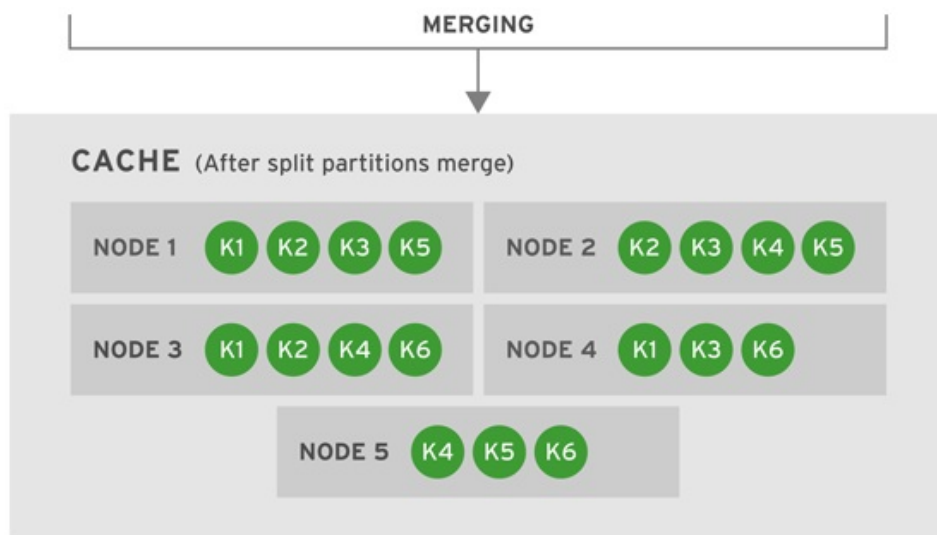 MERGING
CACHE (After split partitions merge)
NODE 1 K1 K2 K3 K5
NODE 2 K2 K3 K4 K5
NODE 3 K1 K2 K4 K6
NODE 4 K1 K3 K6
NODE 5 K4 K5 K6